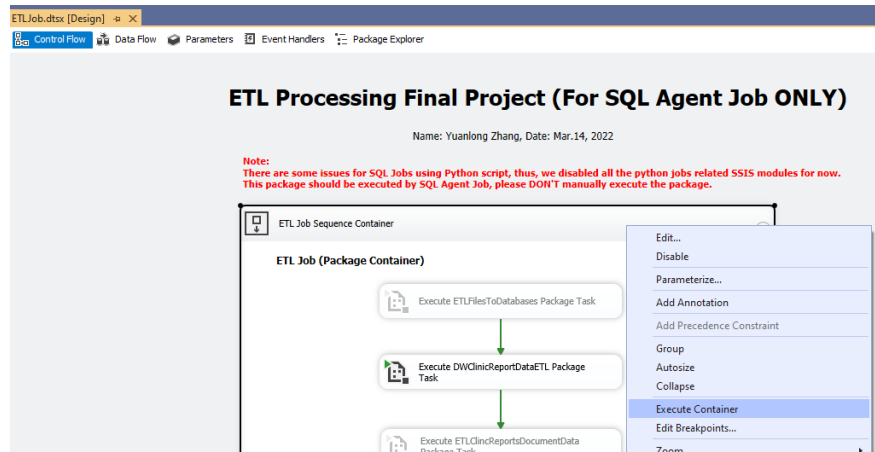 ETLJob.dtsx [Design]
Control Flow Data Flow Parameters Event Handlers Package Explorer
ETL Processing Final Project (For SQL Agent Job ONLY)
Name: Yuanlong Zhang, Date: Mar.14, 2022
Note:
There are some issues for SQL Jobs using Python script, thus, we disabled all the python jobs related SSIS modules for now.
This package should be executed by SQL Agent Job, please DON'T manually execute the package.
ETL Job Sequence Container
ETL Job (Package Container)
Execute ETLFilesToDatabases Package Task
Execute DWClinicReportDataETL Package
Task
Execute ETLClincReportsDocumentData
Package Task
Edit...
Disable
Parameterize...
Add Annotation
Add Precedence Constraint
Group
Autosize
Collapse
Execute Container
Edit Breakpoints...
Zoom